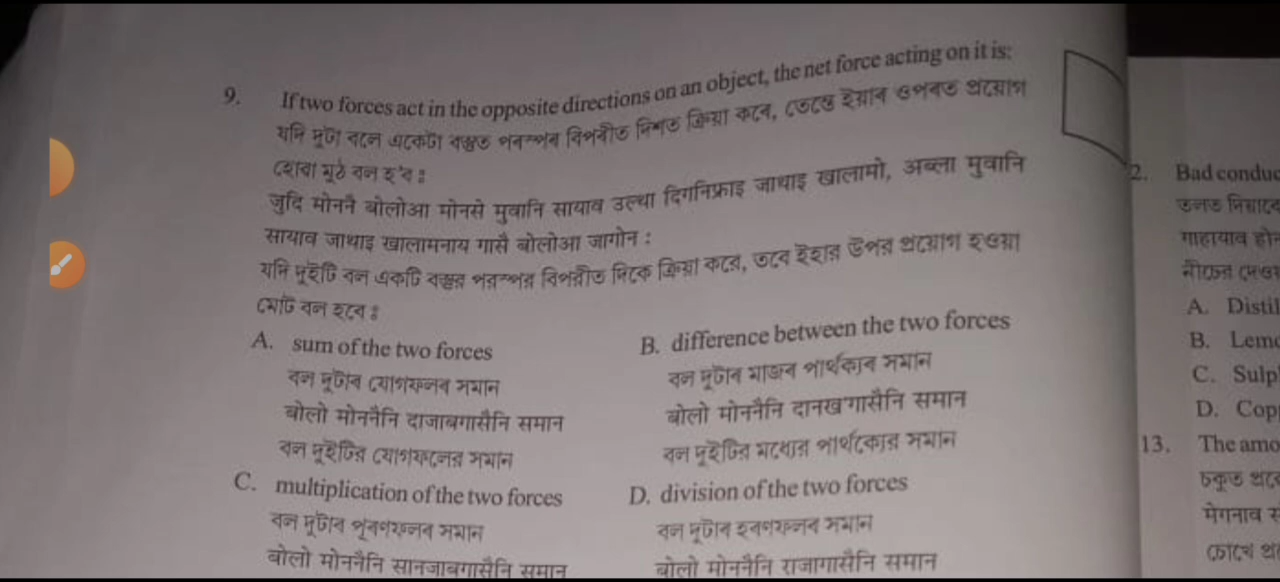 9. If two forces act in the opposite directions on an object, the net force acting on it is:
যদি দুটা বলে একেটা বস্তুত পৰস্পৰ বিপৰীত দিশত ক্ৰিয়া কৰে, তেন্তে ইয়াৰ ওপৰত প্ৰয়োগ
হোৱা মুঠ বল হ'ব :
जुदि मोननै बोलोआ मोनसे मुवानि सायाव उल्था दिगनिफ्राइ जाथाइ खालामो, अब्ला मुवानि
सायाव जाथाइ खालामनाय गासै बोलोआ जागोन :
যদি দুইটি বল একটি বস্তুর পরস্পর বিপরীত দিকে ক্রিয়া করে, তবে ইহার উপর প্রয়োগ হওয়া
মোট বল হবে :
A. sum of the two forces
বল দুটাৰ যোগফলৰ সমান
बोलो मोननैनि दाजाबगासैनि समान
বল দুইটির যোগফলের সমান
B. difference between the two forces
বল দুটাৰ মাজৰ পাৰ্থক্যৰ সমান
बोलो मोननैनि दानख'गासैनि समान
বল দুইটির মধ্যের পার্থক্যের সমান
C. multiplication of the two forces
বল দুটাৰ পূৰণফলৰ সমান
बोलो मोननैनि सानजाबगासैनि समान
D. division of the two forces
বল দুটাৰ হৰণফলৰ সমান
बोलो मोननैनि राजागासैनि समान
2. Bad conduc
তলত দিয়াবে
गाहायाव हो
নীচের দেওয়
A. Distil
B. Lemo
C. Sulp
D. Cop
13. The amo
মেगनाव
চোখে প্র